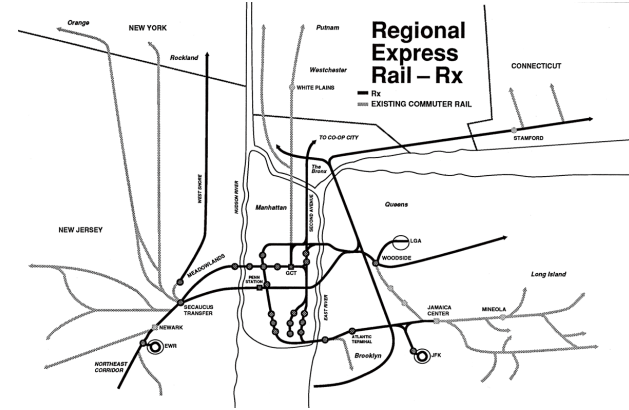 Orange
NEW YORK
Rockland
Putnam
Westchester
WHITE PLAINS
Regional
Express
Rail – Rx
Rx
EXISTING COMMUTER RAIL
CONNECTICUT
STAMFORD
TO CO-OP CITY
The
Bronx
WEST SHORE
HUDSON RIVER
Manhattan
SECOND AVENUE
Queens
NEW JERSEY
MEADOWLANDS
LGA
WOODSIDE
PENN
STATION
GCT
Long Island
SECAUCUS
TRANSFER
EAST RIVER
JAMAICA
CENTER
MINEOLA
NEWARK
EWR
ATLANTIC
TERMINAL
Brooklyn
JFK
NORTHEAST
CORRIDOR